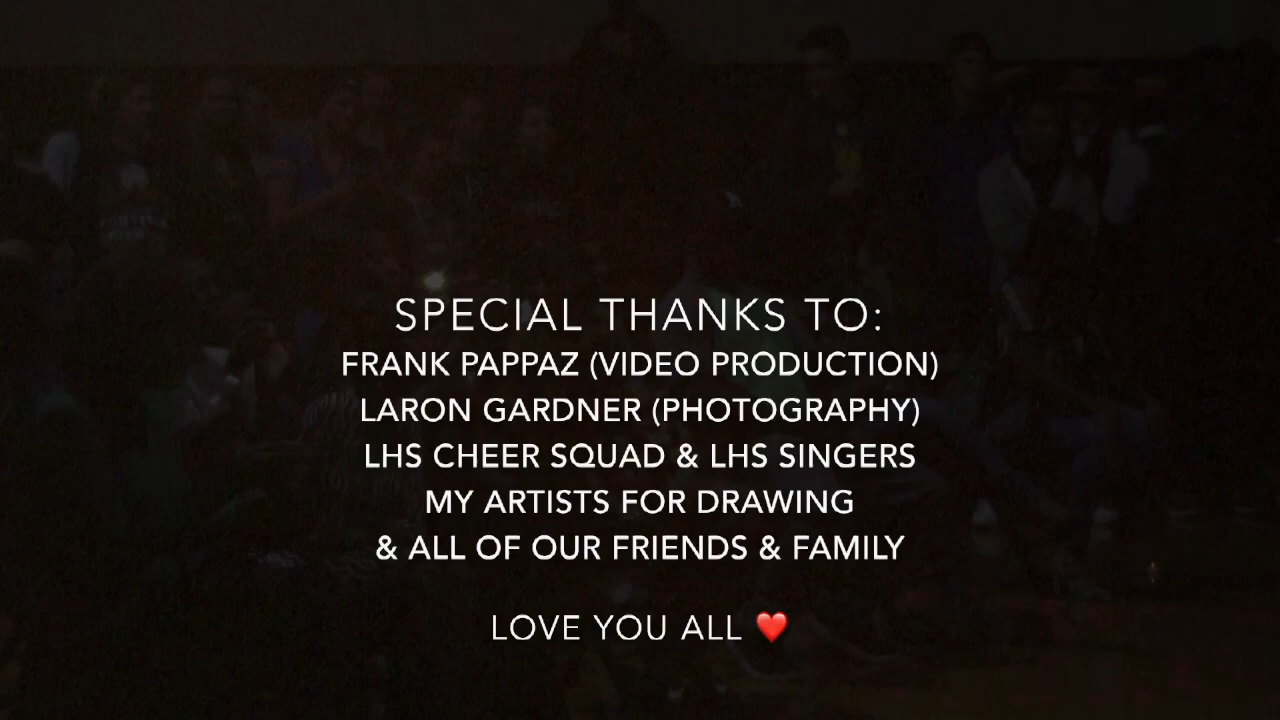 SPECIAL THANKS TO:
FRANK PAPPAZ (VIDEO PRODUCTION)
LARON GARDNER (PHOTOGRAPHY)
LHS CHEER SQUAD & LHS SINGERS
MY ARTISTS FOR DRAWING
& ALL OF OUR FRIENDS & FAMILY
LOVE YOU ALL ❤️